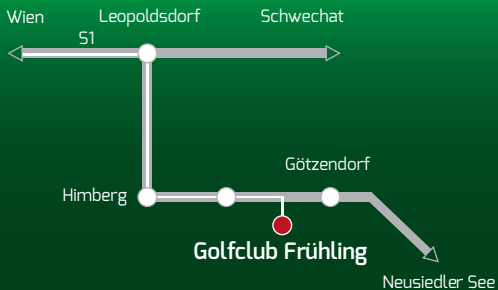 Wien
Leopoldsdorf
Schwechat
S1
Götzendorf
Himberg
Golfclub Frühling
Neusiedler See